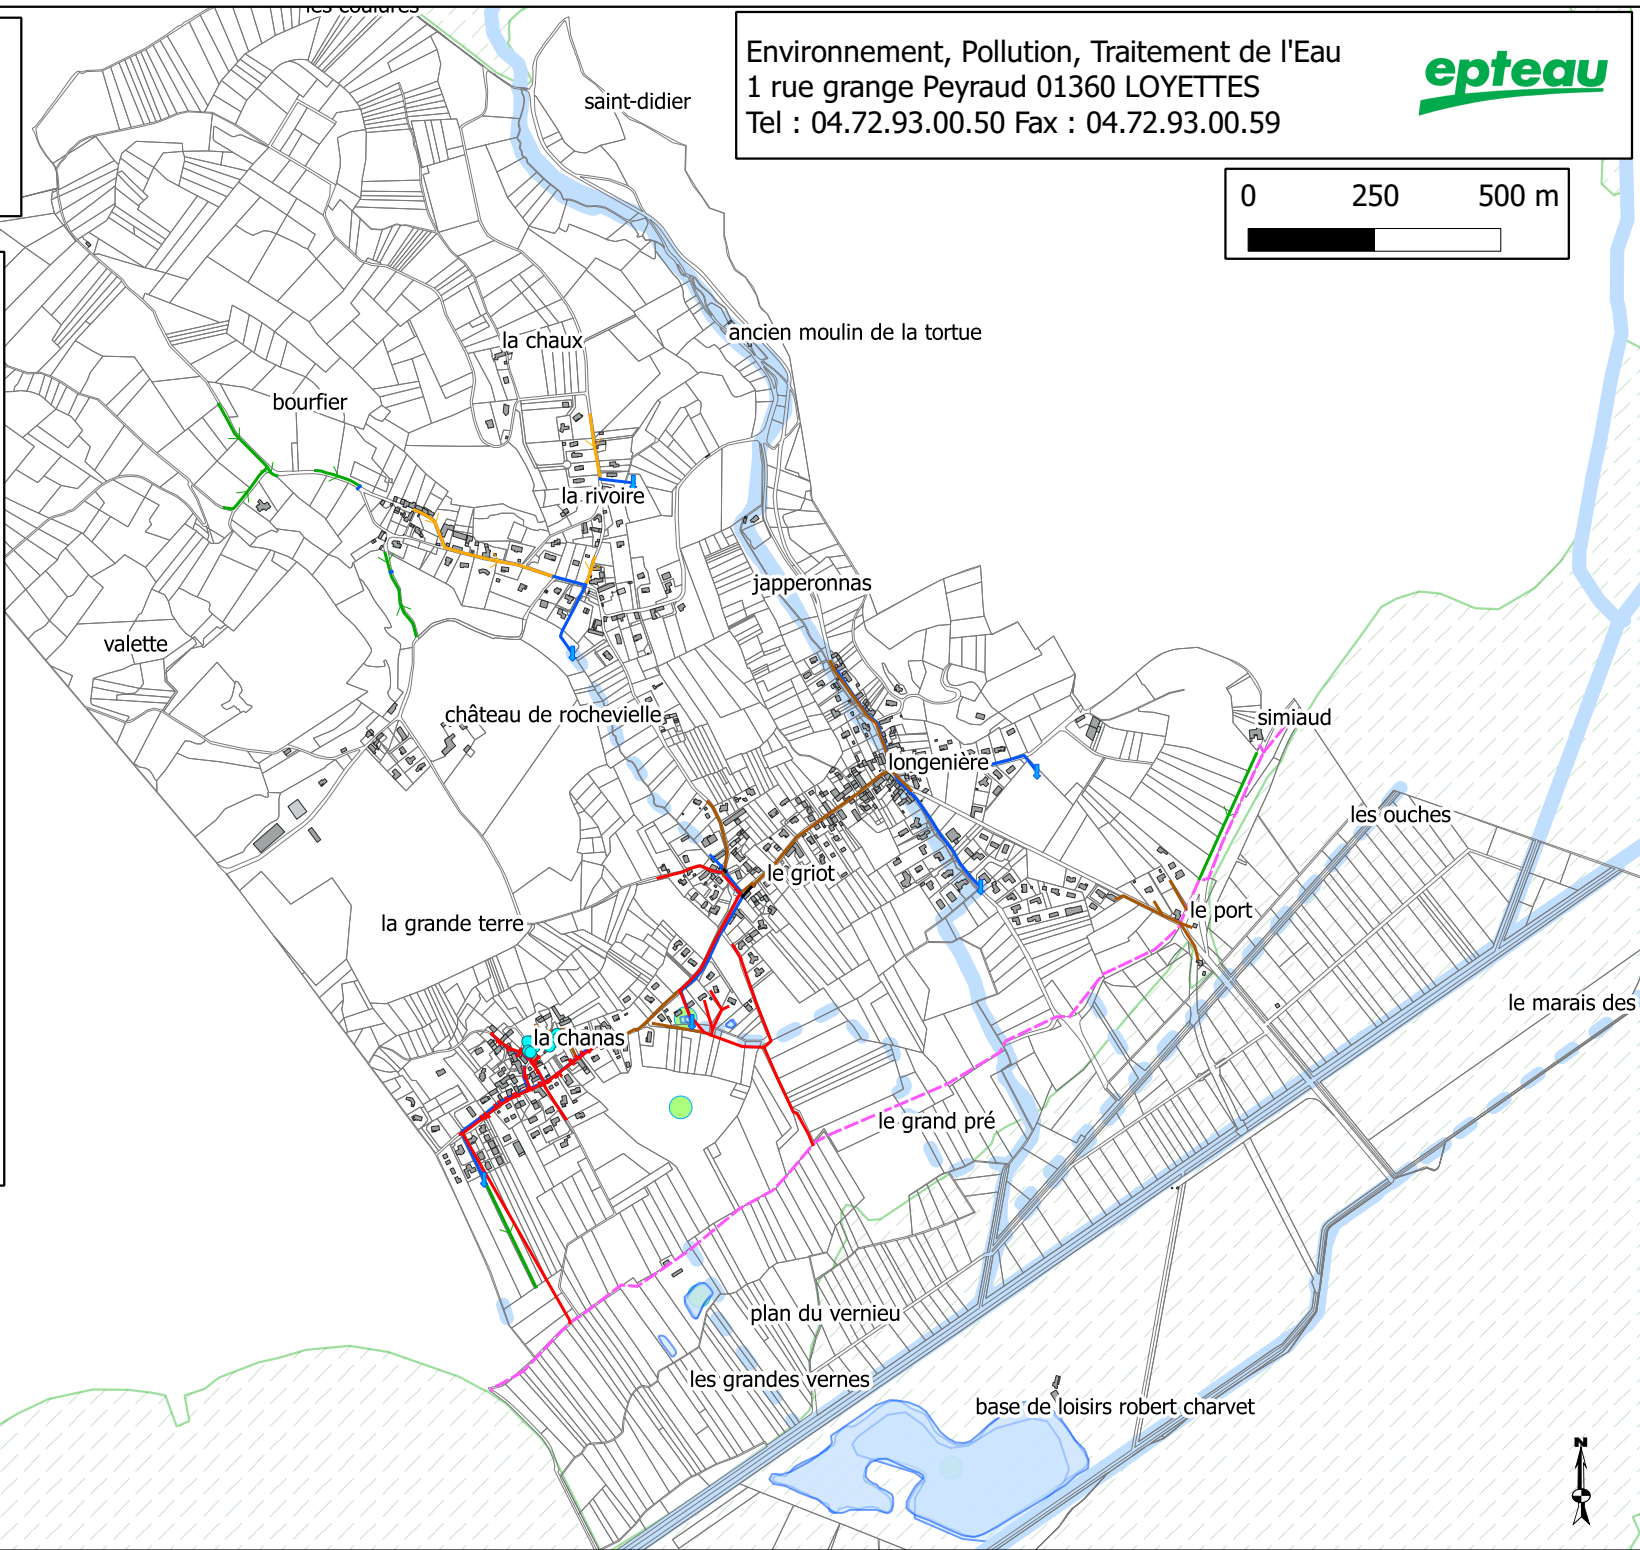 les coulures
Environnement, Pollution, Traitement de l'Eau
1 rue grange Peyraud 01360 LOYETTES
Tel : 04.72.93.00.50 Fax : 04.72.93.00.59
epteau
saint-didier
0 250 500 m
ancien moulin de la tortue
la chaux
bourfier
la rivoire
japperonnas
valette
château de rochevielle
simiaud
longenière
les ouches
le griot
le port
la grande terre
le marais des
la chanas
le grand pré
plan du vernieu
les grandes vernes
base de loisirs robert charvet
N